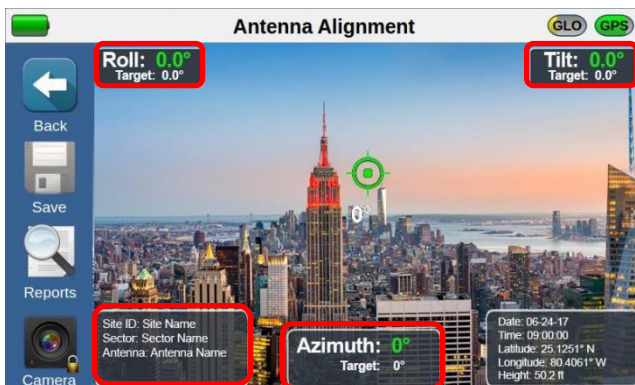 Antenna Alignment
GLO
GPS
Roll: 0.0°
Target: 0.0°
Tilt: 0.0°
Target: 0.0°
Back
Save
Reports
Camera
0°
Site ID: Site Name
Sector: Sector Name
Antenna: Antenna Name
Azimuth: 0°
Target: 0°
Date: 06-24-17
Time: 09:00:00
Latitude: 25.1251° N
Longitude: 80.4061° W
Height: 50.2 ft